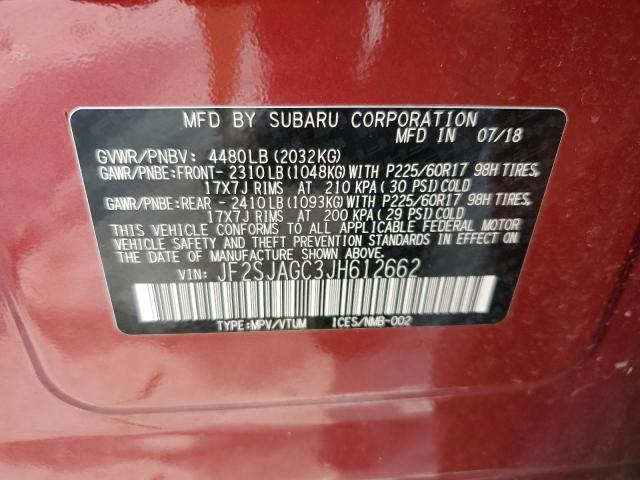 MFD BY SUBARU CORPORATION
MFD IN 07/18
GVWR/PNBV: 4480LB (2032KG)
GAWR/PNBE:FRONT- 2310LB (1048KG) WITH P225/60R17 98H TIRES,
17X7J RIMS AT 210 KPA (30 PSI) COLD
GAWR/PNBE:REAR - 2410LB (1093KG) WITH P225/60R17 98H TIRES,
17X7J RIMS AT 200 KPA (29 PSI) COLD
THIS VEHICLE CONFORMS TO ALL APPLICABLE FEDERAL MOTOR
VEHICLE SAFETY AND THEFT PREVENTION STANDARDS IN EFFECT ON
THE DATE OF MANUFACTURE SHOWN ABOVE.
VIN: JF2SJAGC3JH612662
TYPE:MPV/VTUM ICES/NMB-002